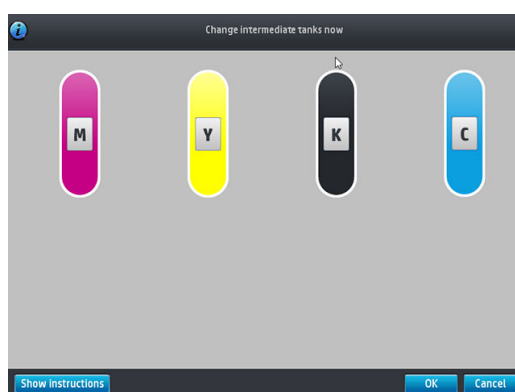 Change intermediate tanks now
M Y K C
Show instructions OK Cancel